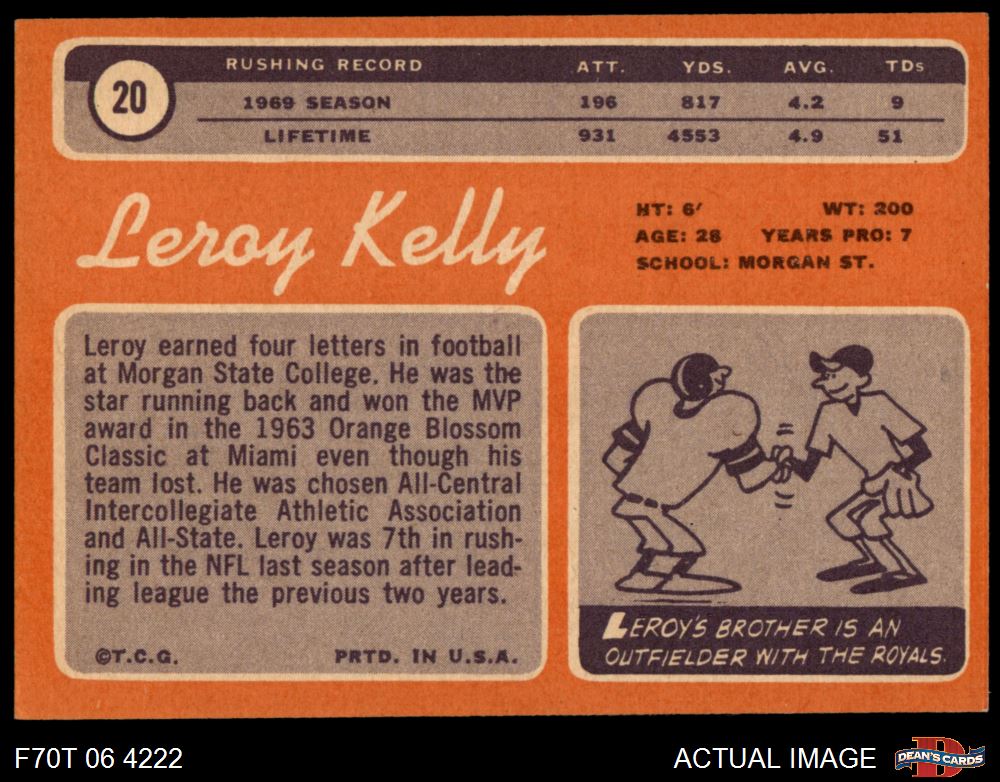 20
RUSHING RECORD ATT. YDS. AVG. TDs
1969 SEASON 196 817 4.2 9
LIFETIME 931 4553 4.9 51
Leroy Kelly
HT: 6' WT: 200
AGE: 28 YEARS PRO: 7
SCHOOL: MORGAN ST.
Leroy earned four letters in football
at Morgan State College. He was the
star running back and won the MVP
award in the 1963 Orange Blossom
Classic at Miami even though his
team lost. He was chosen All-Central
Intercollegiate Athletic Association
and All-State. Leroy was 7th in rush-
ing in the NFL last season after lead-
ing league the previous two years.
©T.C.G. PRTD. IN U.S.A.
LEROY'S BROTHER IS AN
OUTFIELDER WITH THE ROYALS.
F70T 06 4222 ACTUAL IMAGE
DEAN'S CARDS